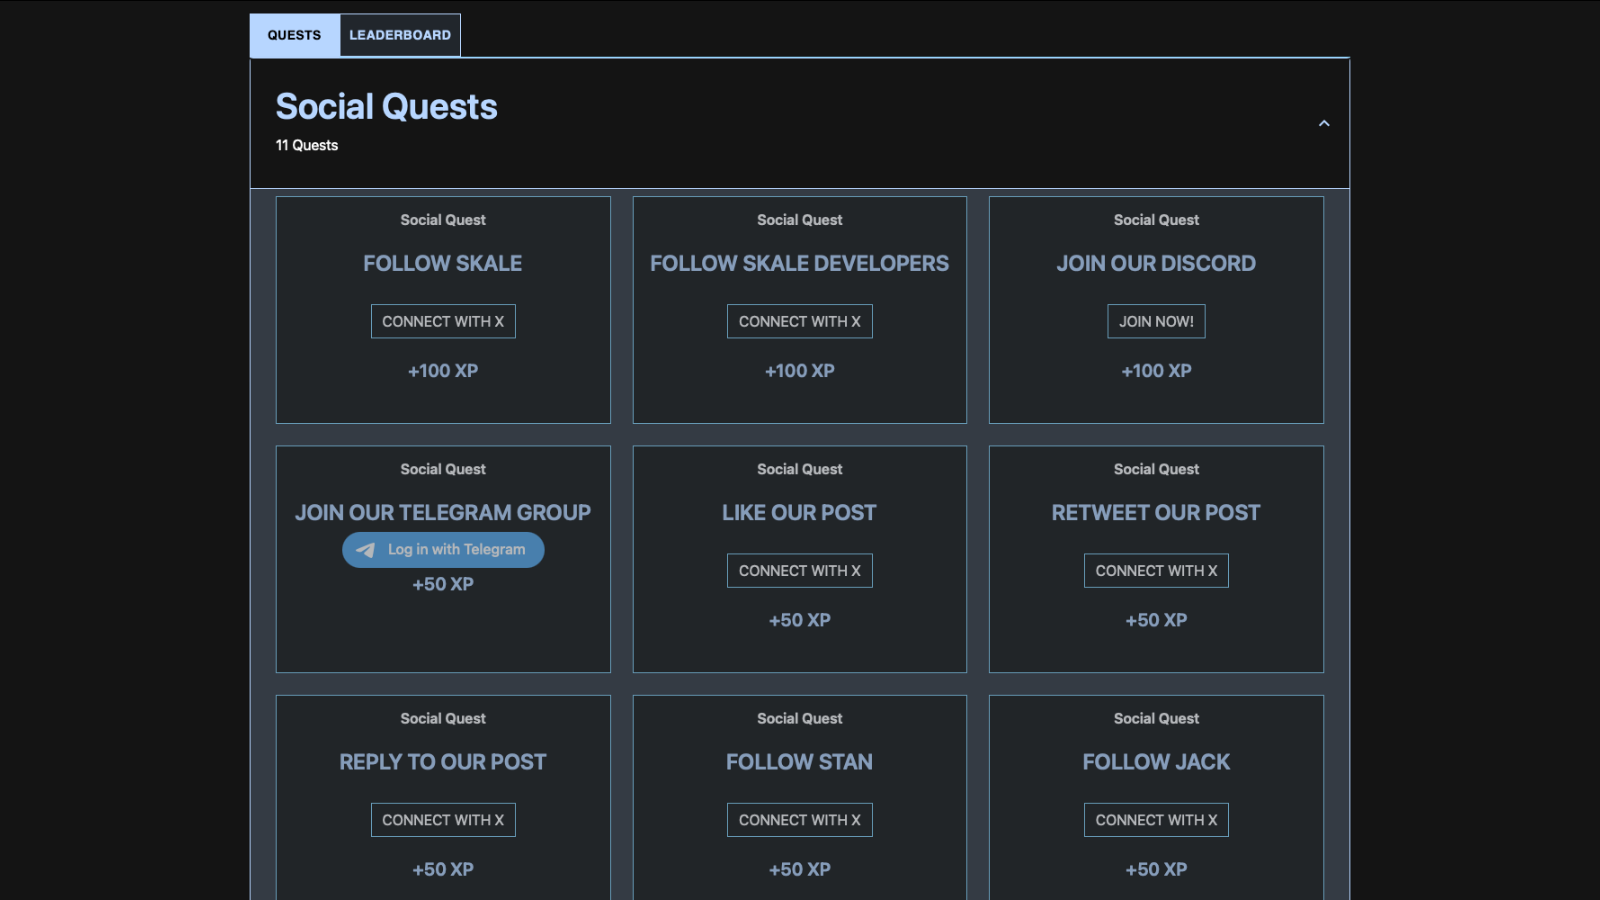 QUESTS
LEADERBOARD
Social Quests
11 Quests
Social Quest
FOLLOW SKALE
CONNECT WITH X
+100 XP
Social Quest
FOLLOW SKALE DEVELOPERS
CONNECT WITH X
+100 XP
Social Quest
JOIN OUR DISCORD
JOIN NOW!
+100 XP
Social Quest
JOIN OUR TELEGRAM GROUP
Log in with Telegram
+50 XP
Social Quest
LIKE OUR POST
CONNECT WITH X
+50 XP
Social Quest
RETWEET OUR POST
CONNECT WITH X
+50 XP
Social Quest
REPLY TO OUR POST
CONNECT WITH X
+50 XP
Social Quest
FOLLOW STAN
CONNECT WITH X
+50 XP
Social Quest
FOLLOW JACK
CONNECT WITH X
+50 XP